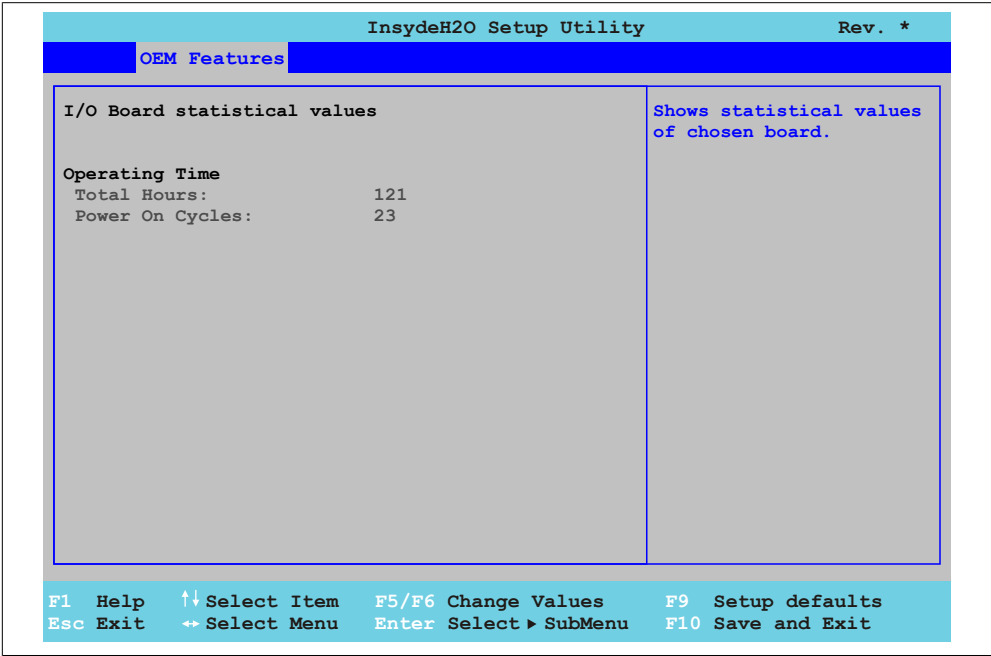 InsydeH2O Setup Utility Rev. *
OEM Features
I/O Board statistical values
Shows statistical values
of chosen board.
Operating Time
Total Hours: 121
Power On Cycles: 23
F1 Help ↑↓ Select Item F5/F6 Change Values F9 Setup defaults
Esc Exit ↔ Select Menu Enter Select ▶ SubMenu F10 Save and Exit